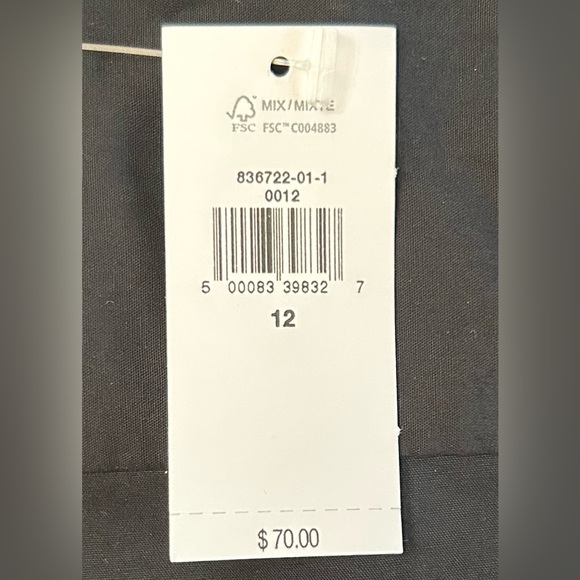 MIX/MIXTE
FSC FSC™ C004883
836722-01-1
0012
5 00083 39832 7
12
$70.00